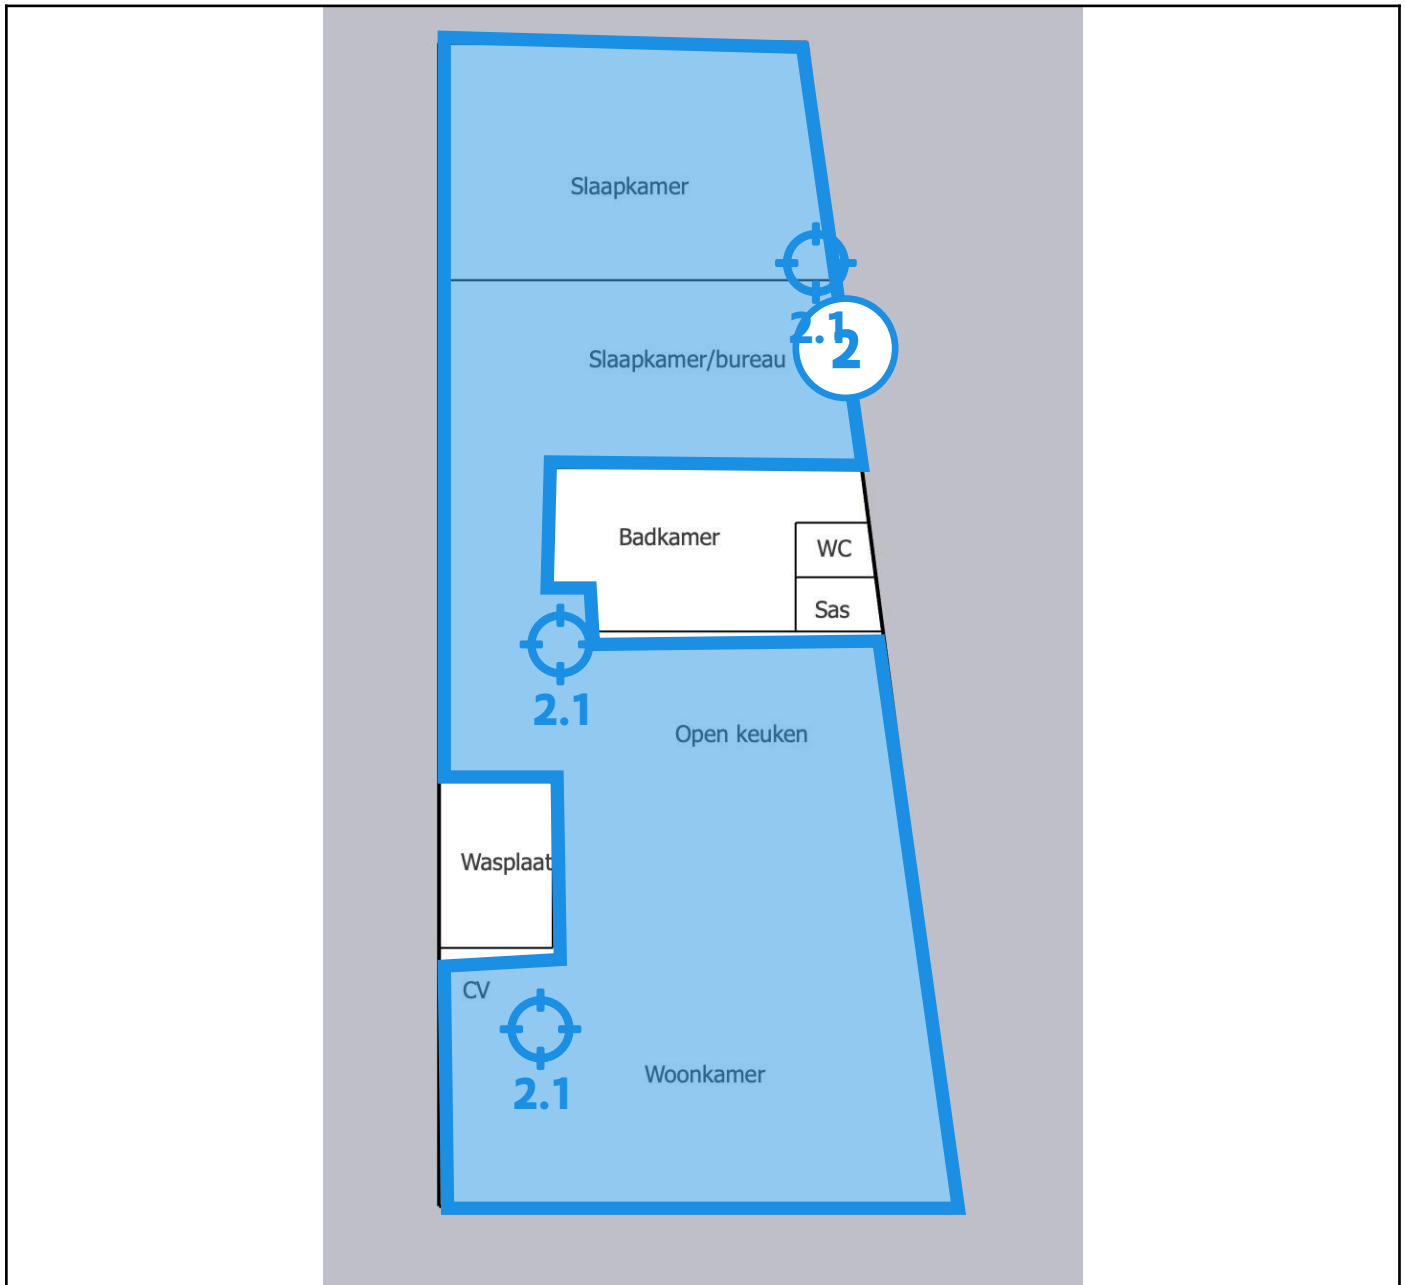 Slaapkamer
2.1
2
Slaapkamer/bureau
Badkamer
WC
Sas
2.1
Open keuken
Wasplaat
CV
Woonkamer
2.1